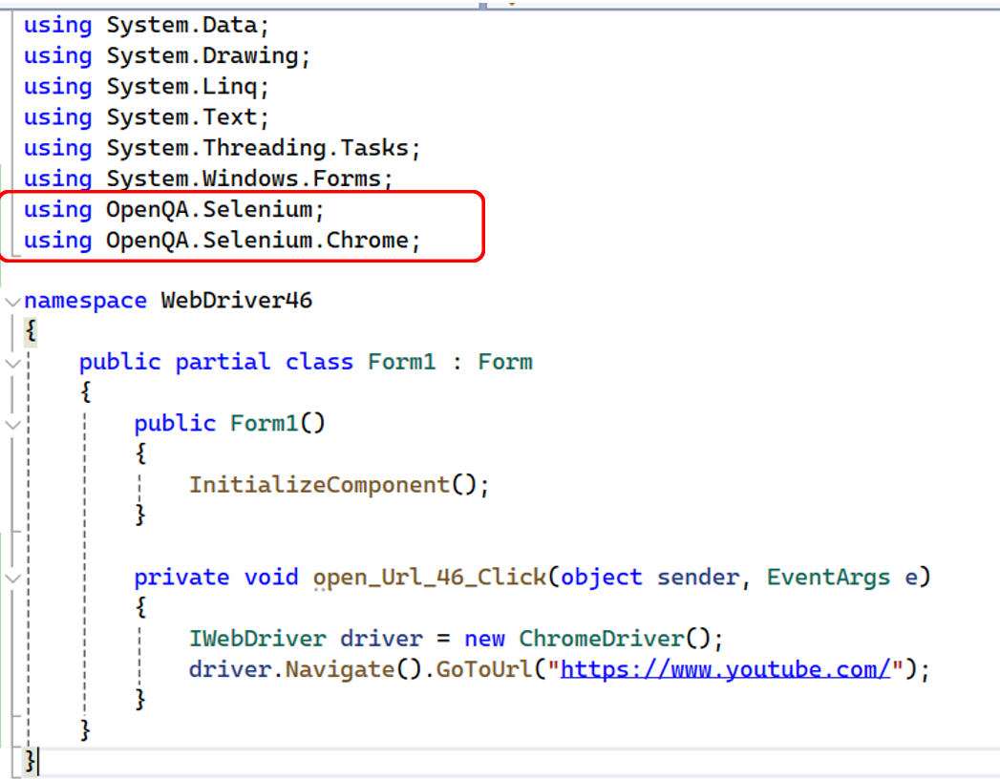 using System.Data;
using System.Drawing;
using System.Linq;
using System.Text;
using System.Threading.Tasks;
using System.Windows.Forms;
using OpenQA.Selenium;
using OpenQA.Selenium.Chrome;
namespace WebDriver46
{
public partial class Form1 : Form
{
public Form1()
{
InitializeComponent();
}
private void open_Url_46_Click(object sender, EventArgs e)
{
IWebDriver driver = new ChromeDriver();
driver.Navigate().GoToUrl("https://www.youtube.com/");
}
}
}